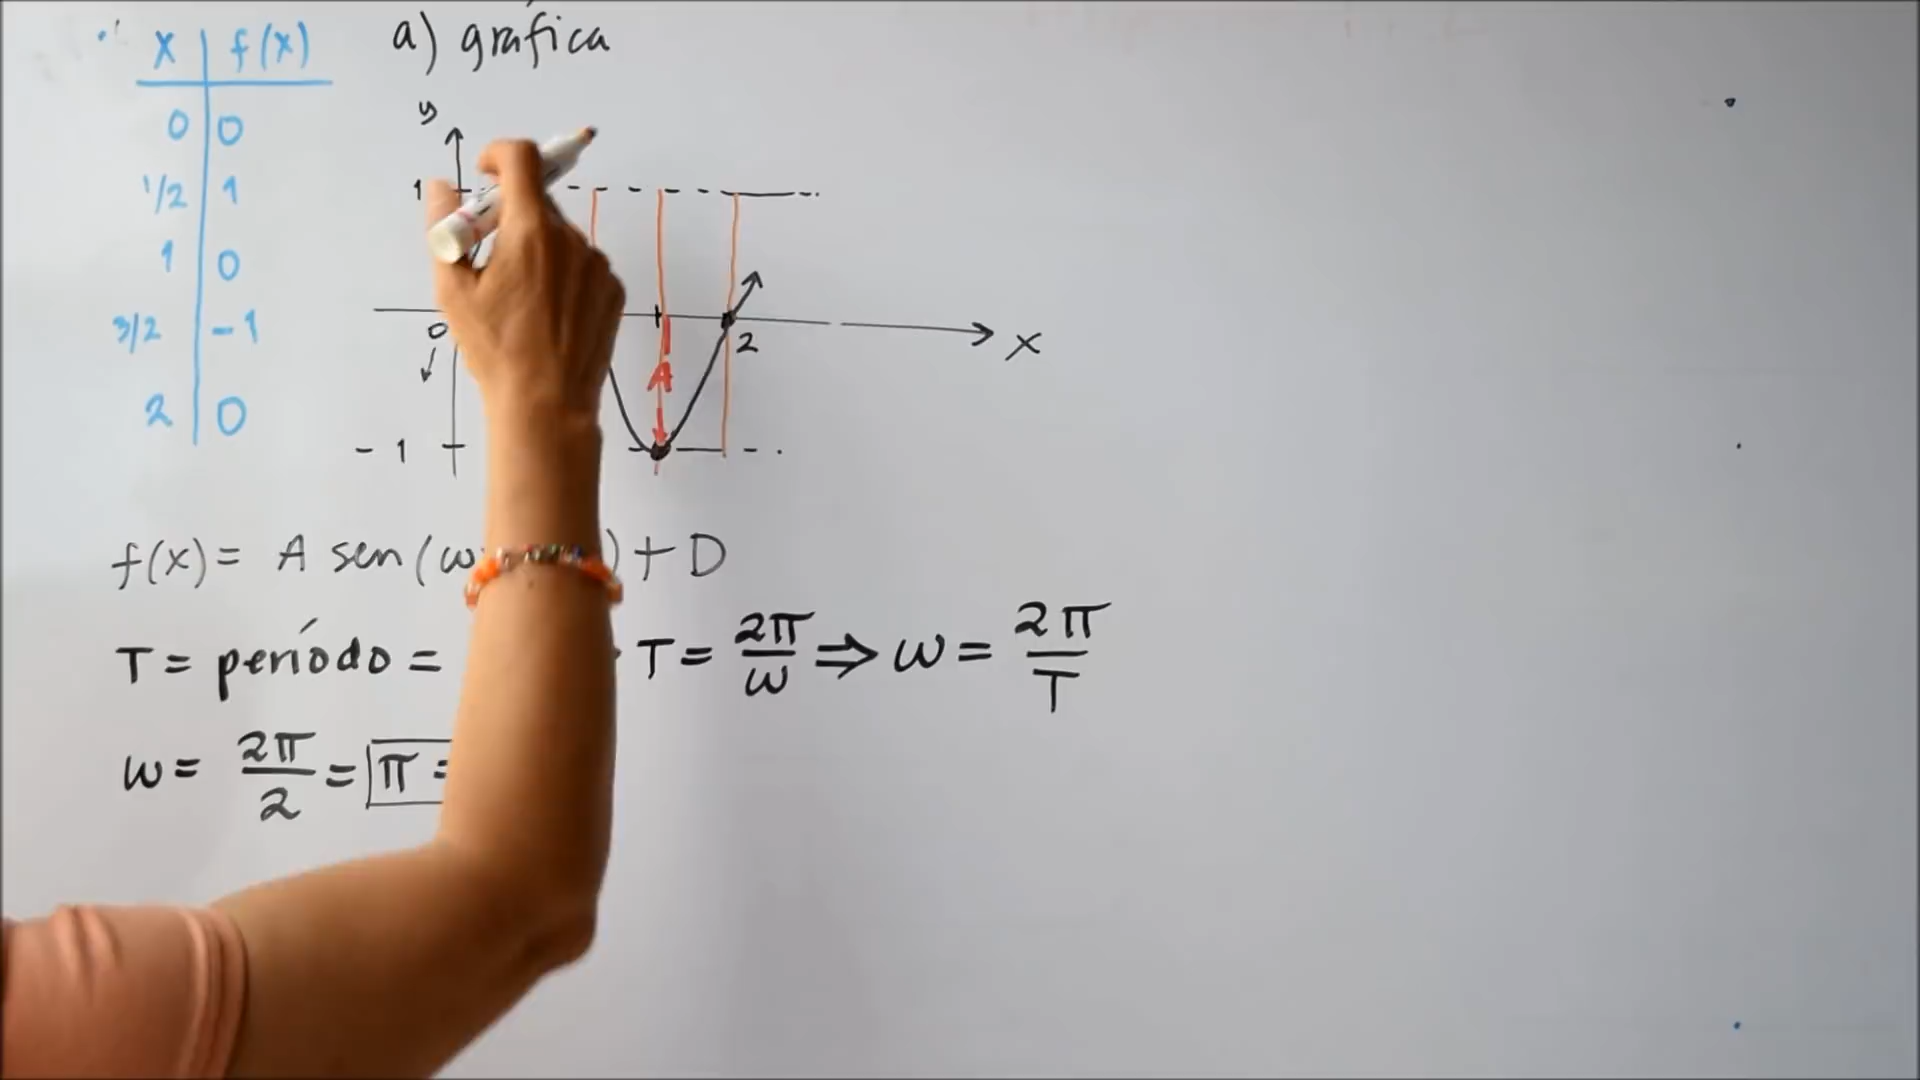 x f(x)
0 0
1/2 1
1 0
3/2 -1
2 0
a) gráfica
y
1
0
2
x
A
-1
f(x) = A sen(ω ) + D
T = período = T = 2π/ω ⇒ ω = 2π/T
ω = 2π/2 = π =